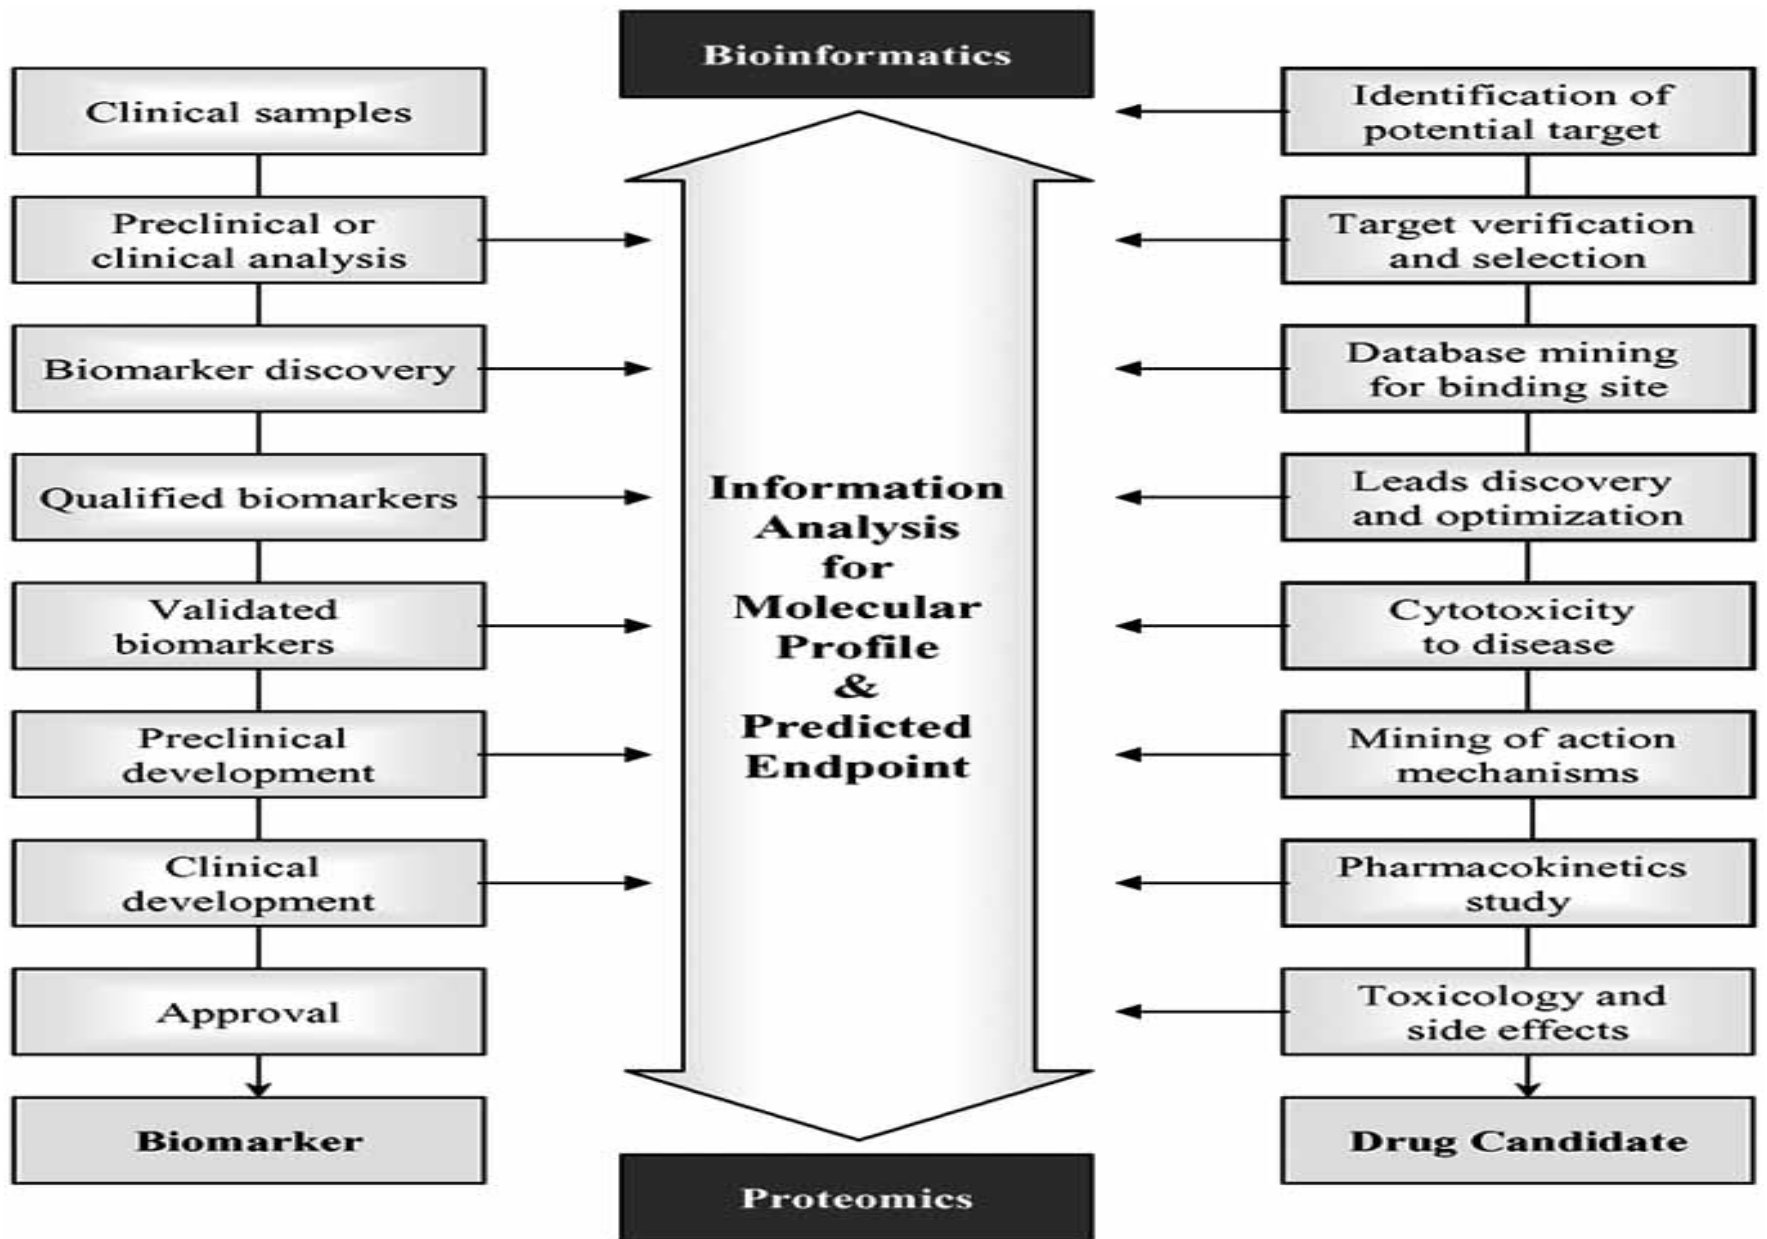 Bioinformatics
Clinical samples
Preclinical or
clinical analysis
Biomarker discovery
Qualified biomarkers
Validated
biomarkers
Preclinical
development
Clinical
development
Approval
Biomarker
Information
Analysis
for
Molecular
Profile
&
Predicted
Endpoint
Identification of
potential target
Target verification
and selection
Database mining
for binding site
Leads discovery
and optimization
Cytotoxicity
to disease
Mining of action
mechanisms
Pharmacokinetics
study
Toxicology and
side effects
Drug Candidate
Proteomics